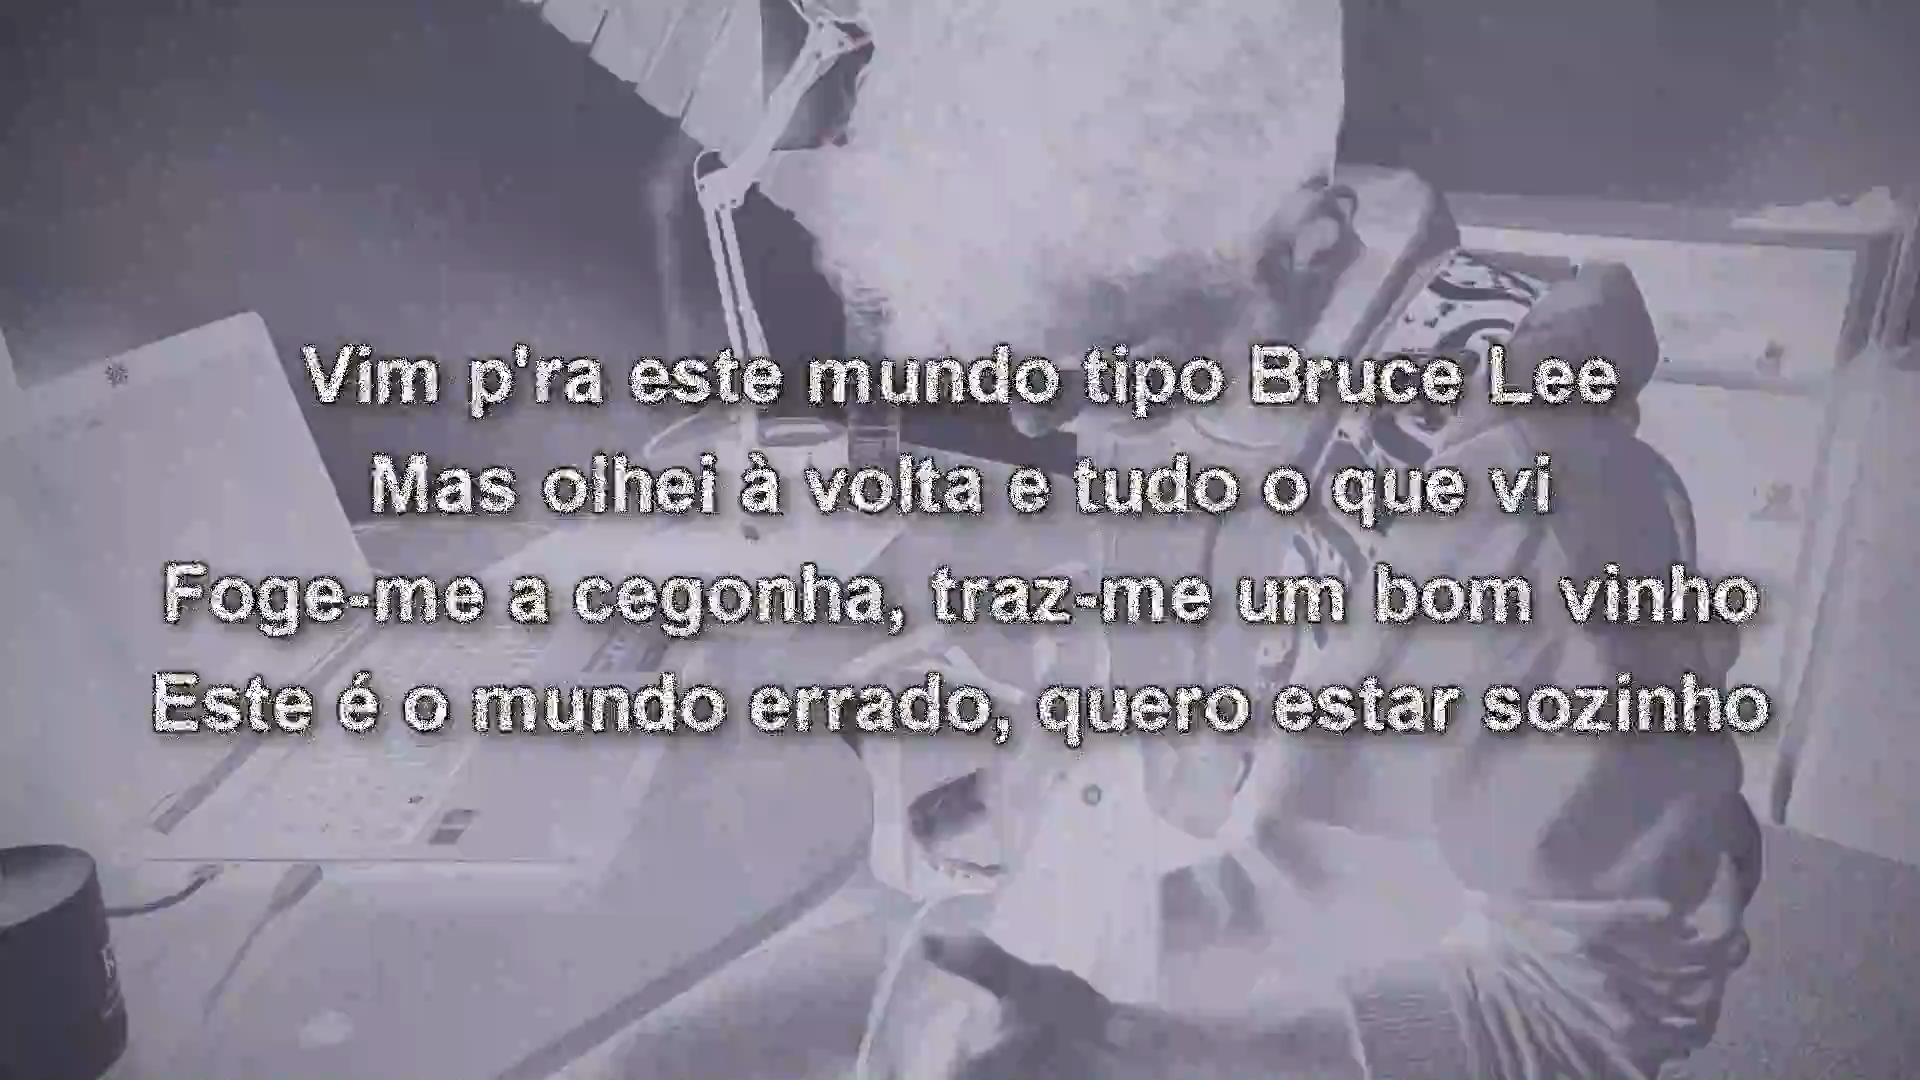 Vim p'ra este mundo tipo Bruce Lee
Mas olhei à volta e tudo o que vi
Foge-me a cegonha, traz-me um bom vinho
Este é o mundo errado, quero estar sozinho